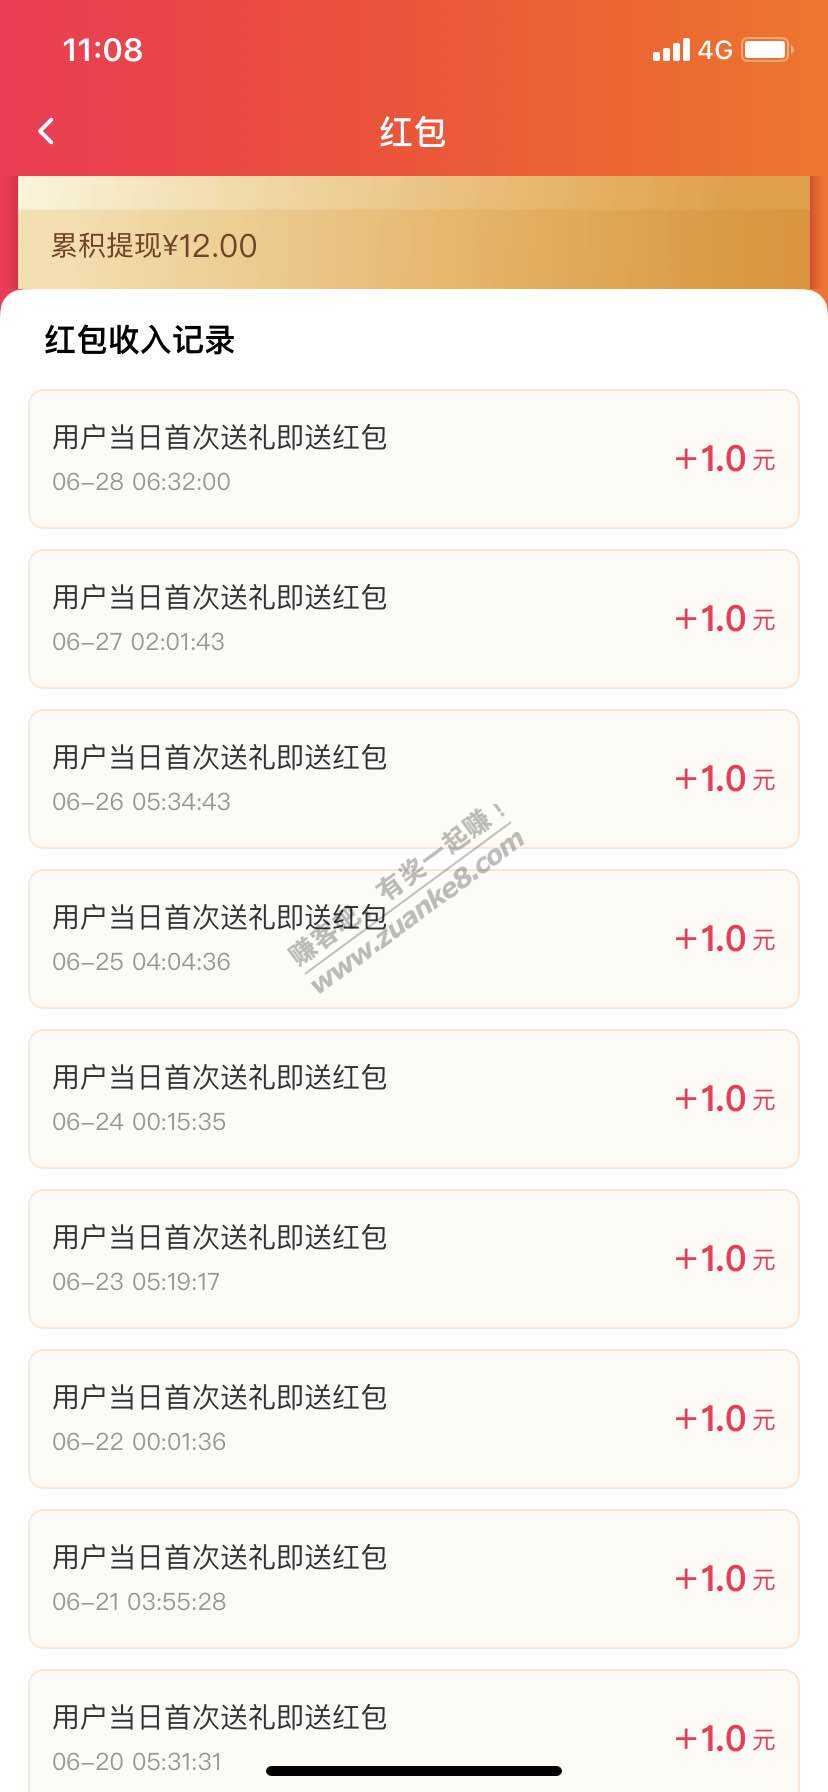 11:08
4G
红包
累积提现¥12.00
红包收入记录
用户当日首次送礼即送红包
06-28 06:32:00
+1.0 元
用户当日首次送礼即送红包
06-27 02:01:43
+1.0 元
用户当日首次送礼即送红包
06-26 05:34:43
+1.0 元
用户当日首次送礼即送红包
06-25 04:04:36
+1.0 元
赚客吧,有奖一起赚!
www.zuanke8.com
用户当日首次送礼即送红包
06-24 00:15:35
+1.0 元
用户当日首次送礼即送红包
06-23 05:19:17
+1.0 元
用户当日首次送礼即送红包
06-22 00:01:36
+1.0 元
用户当日首次送礼即送红包
06-21 03:55:28
+1.0 元
用户当日首次送礼即送红包
06-20 05:31:31
+1.0 元